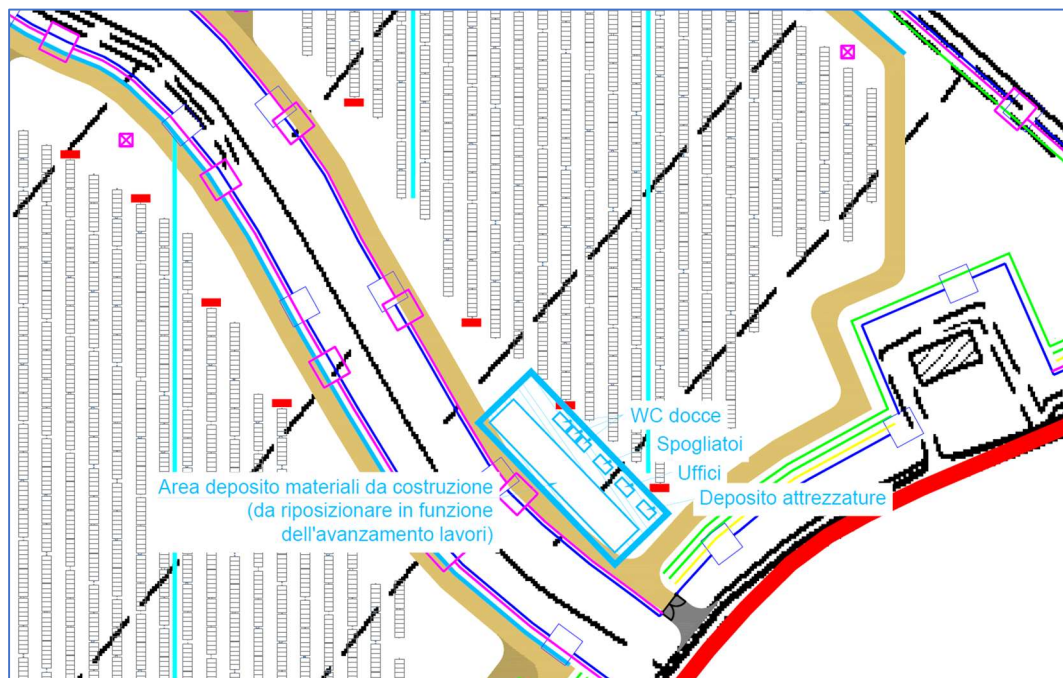 WC docce
Spogliatoi
Uffici
Deposito attrezzature
Area deposito materiali da costruzione
(da riposizionare in funzione
dell'avanzamento lavori)